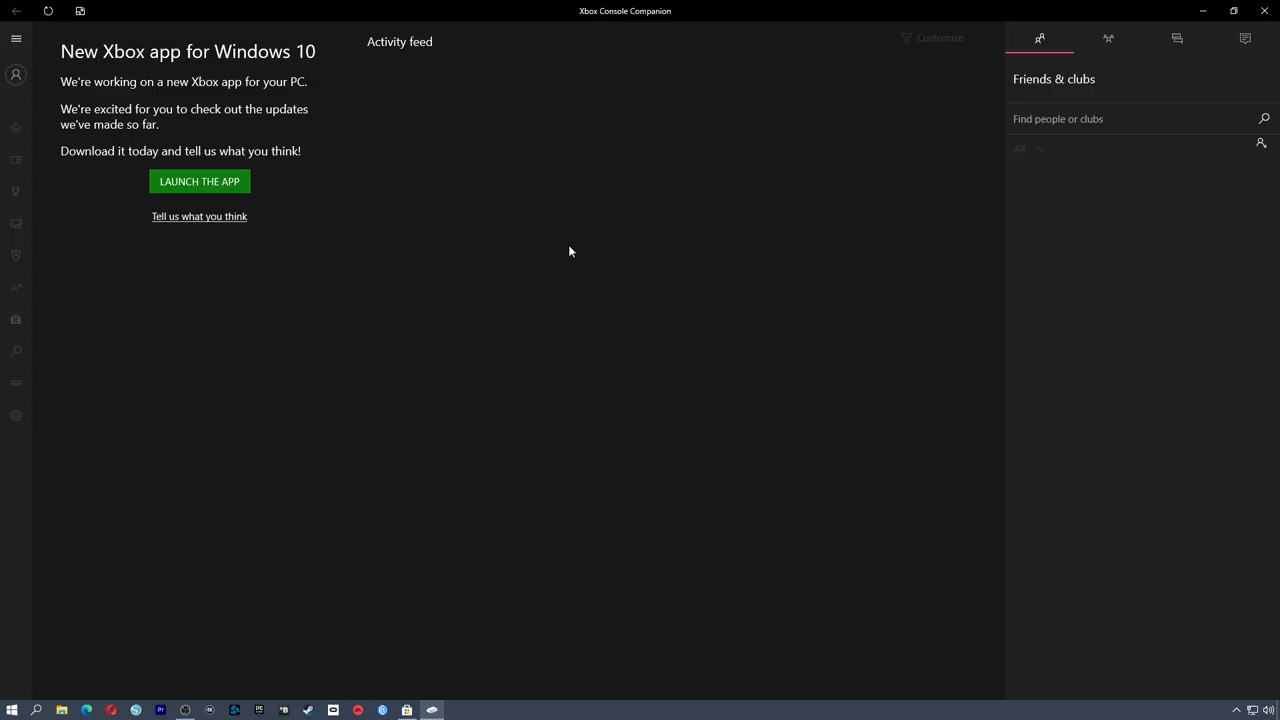 Xbox Console Companion
New Xbox app for Windows 10
We're working on a new Xbox app for your PC.
We're excited for you to check out the updates
we've made so far.
Download it today and tell us what you think!
LAUNCH THE APP
Tell us what you think
Activity feed
Customize
Friends & clubs
Find people or clubs
All
Pr